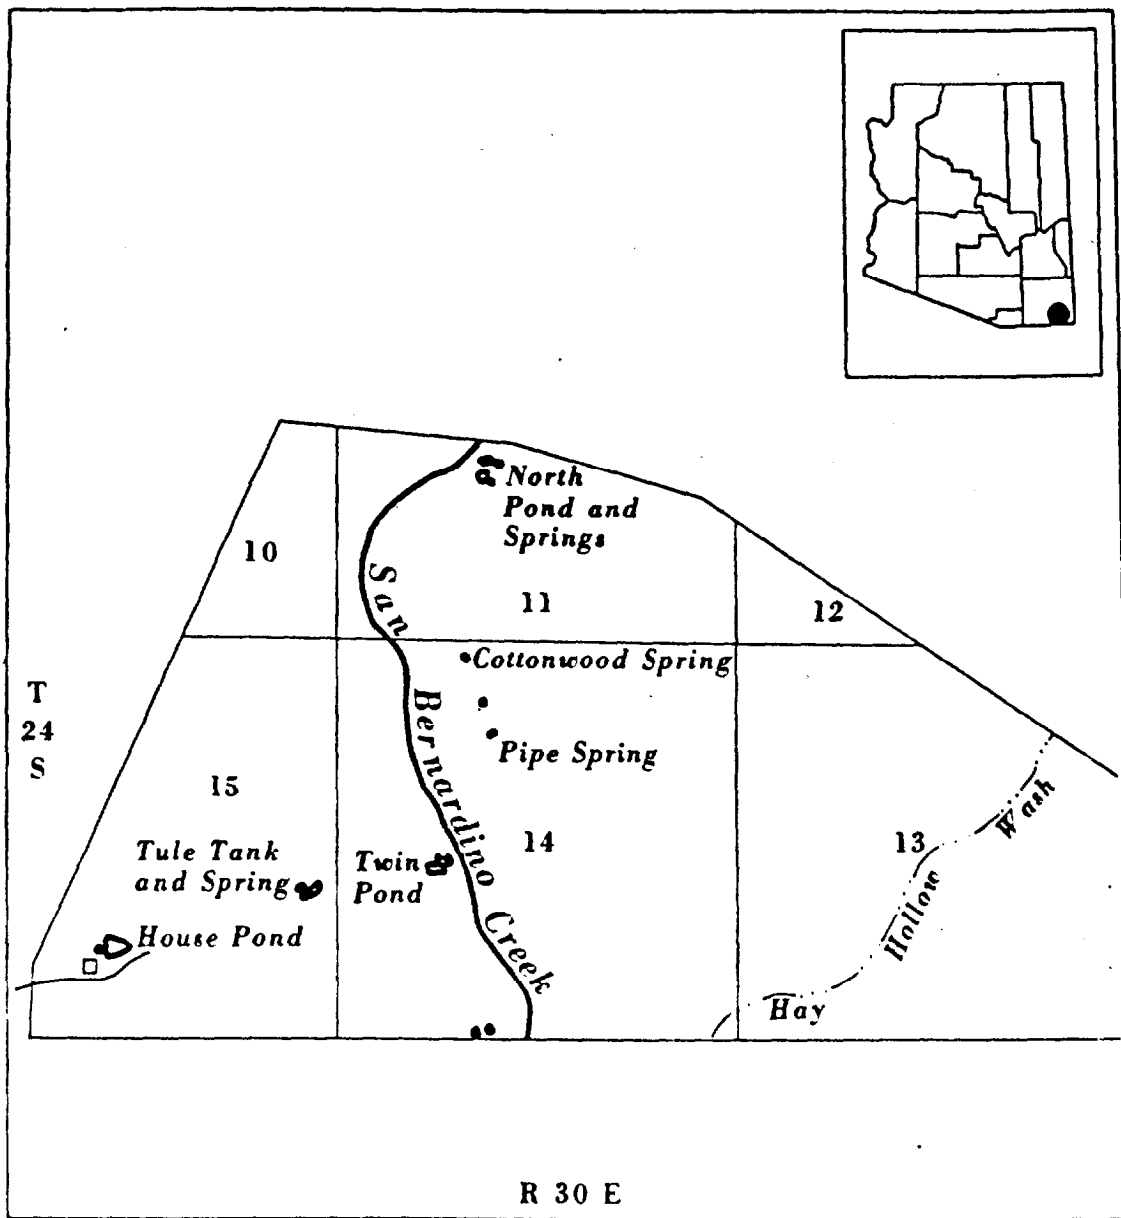 North
Pond and
Springs
10
San
11
12
Cottonwood Spring
T
24
S
Bernardino
Pipe Spring
15
Wash
14
13
Tule Tank
and Spring
Twin
Pond
Hollow
House Pond
Creek
Hay
R 30 E